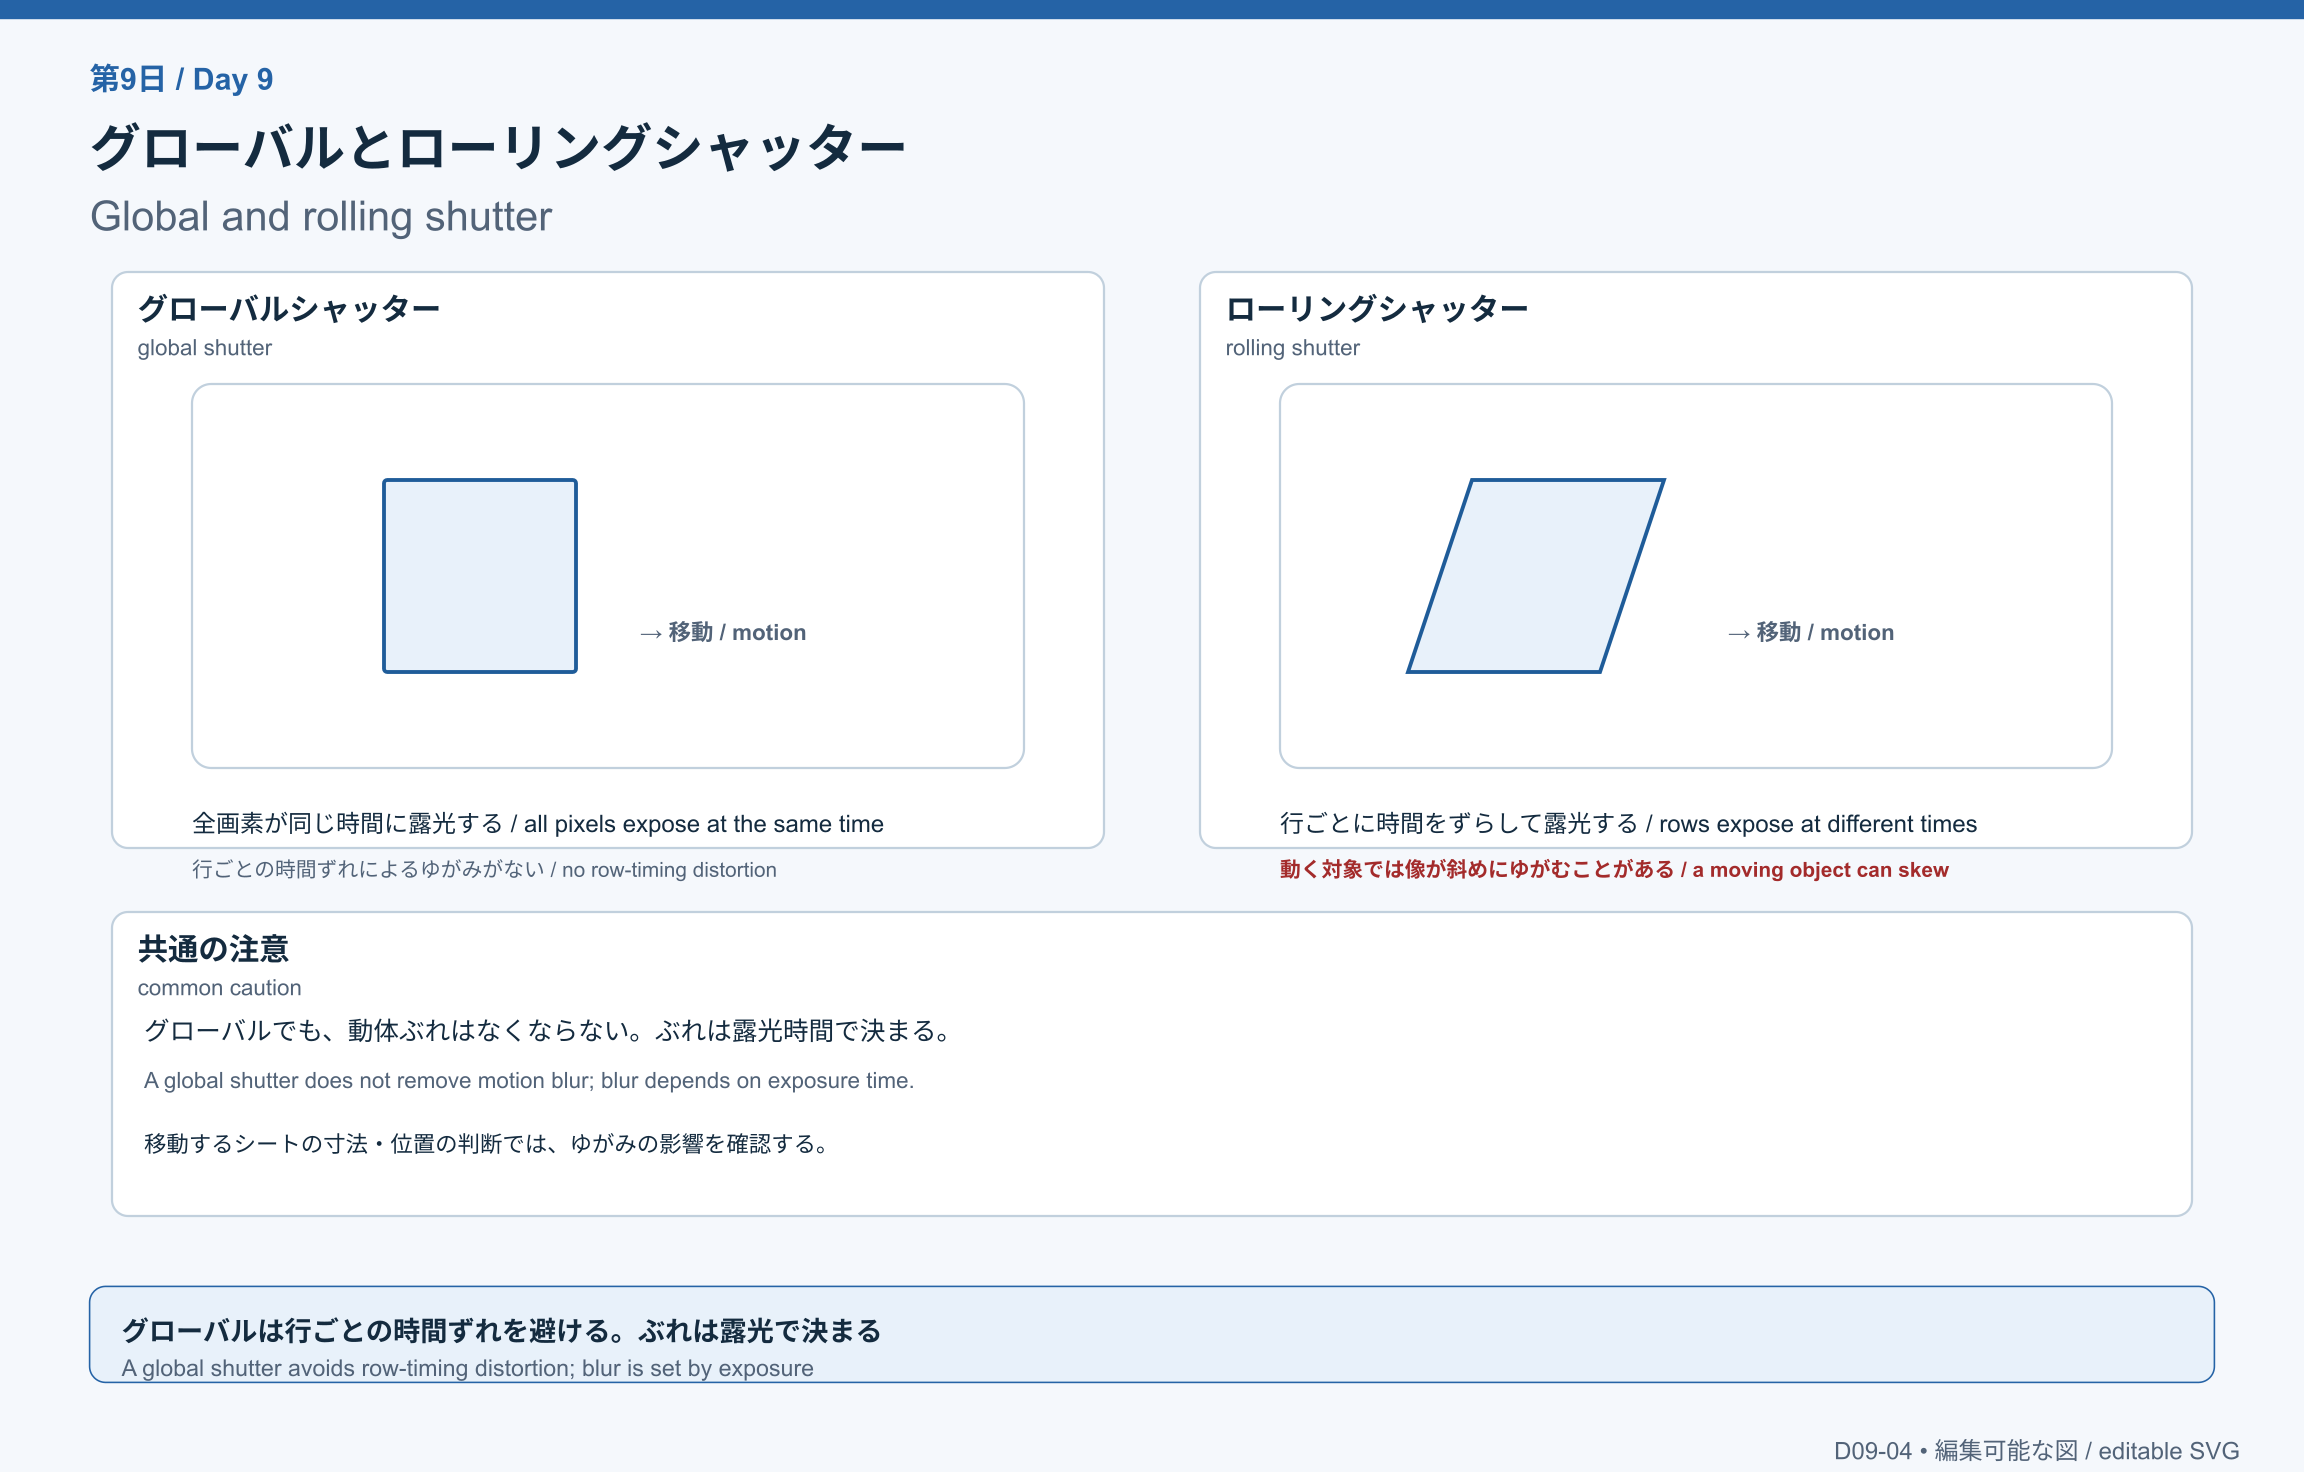 第9日 / Day 9
グローバルとローリングシャッター
Global and rolling shutter
グローバルシャッター
global shutter
→ 移動 / motion
全画素が同じ時間に露光する / all pixels expose at the same time
行ごとの時間ずれによるゆがみがない / no row-timing distortion
ローリングシャッター
rolling shutter
→ 移動 / motion
行ごとに時間をずらして露光する / rows expose at different times
動く対象では像が斜めにゆがむことがある / a moving object can skew
共通の注意
common caution
グローバルでも、動体ぶれはなくならない。ぶれは露光時間で決まる。
A global shutter does not remove motion blur; blur depends on exposure time.
移動するシートの寸法・位置の判断では、ゆがみの影響を確認する。
グローバルは行ごとの時間ずれを避ける。ぶれは露光で決まる
A global shutter avoids row-timing distortion; blur is set by exposure
D09-04 • 編集可能な図 / editable SVG